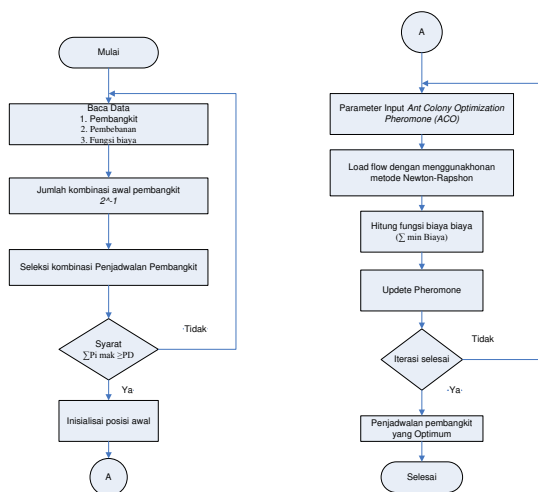 Mulai
Baca Data
1. Pembangkit
2. Pembebanan
3. Fungsi biaya
Jumlah kombinasi awal pembangkit
2^-1
Seleksi kombinasi Penjadwalan Pembangkit
Syarat
∑Pi mak ≥PD
Tidak
Ya
Inisialisai posisi awal
A
A
Parameter Input Ant Colony Optimization
Pheromone (ACO)
Load flow dengan menggunakhonan
metode Newton-Rapshon
Hitung fungsi biaya biaya
(∑ min Biaya)
Updete Pheromone
Iterasi selesai
Tidak
Ya
Penjadwalan pembangkit
yang Optimum
Selesai